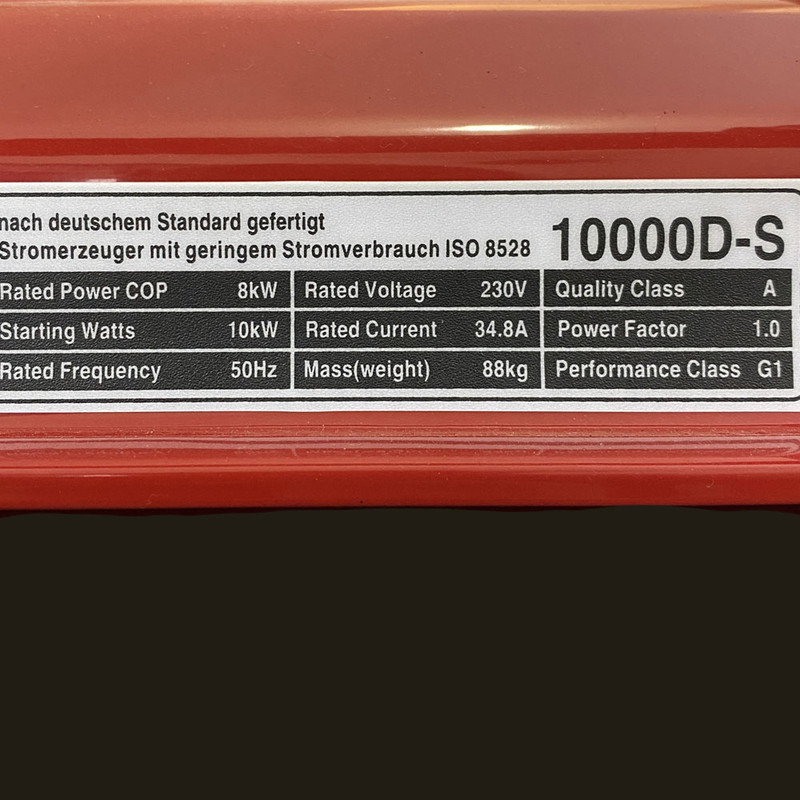 nach deutschem Standard gefertigt
Stromerzeuger mit geringem Stromverbrauch ISO 8528
10000D-S
Rated Power COP 8kW Rated Voltage 230V Quality Class A
Starting Watts 10kW Rated Current 34.8A Power Factor 1.0
Rated Frequency 50Hz Mass(weight) 88kg Performance Class G1